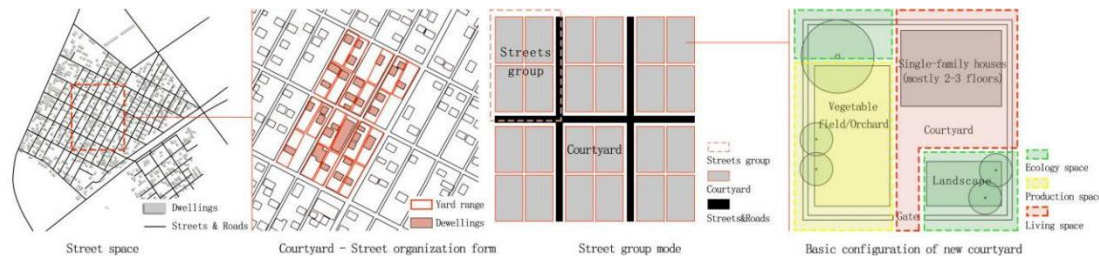 Dwellings
Streets & Roads
Street space
Yard range
Dewellings
Courtyard - Street organization form
Streets
group
Courtyard
Streets group
Courtyard
Streets&Roads
Street group mode
Single-family houses
(mostly 2-3 floors)
Vegetable
field/Orchard
Courtyard
Landscape
Gate
Ecology space
Production space
Living space
Basic configuration of new courtyard